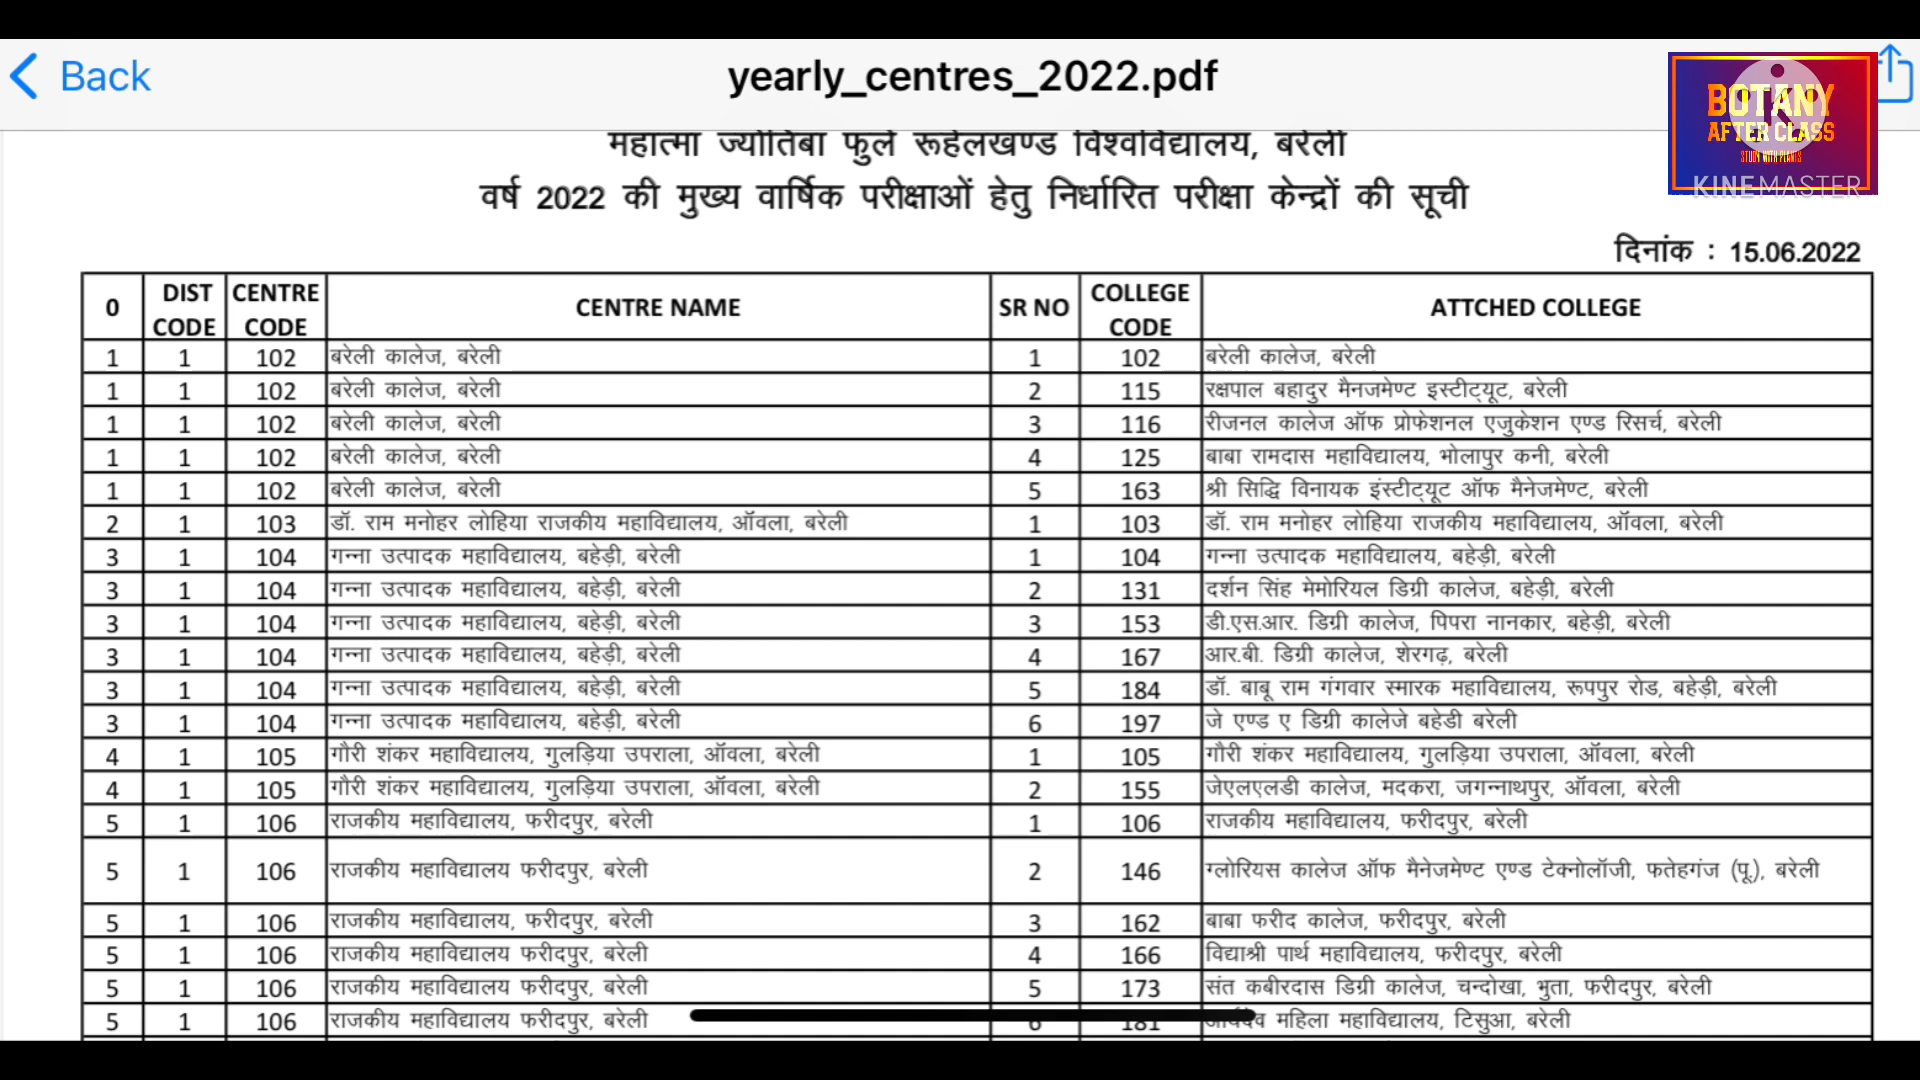 Back
yearly_centres_2022.pdf
BOTANY
AFTER CLASS
STUDY WITH PLANTS
KINEMASTER
महात्मा ज्योतिबा फुले रूहेलखण्ड विश्वविद्यालय, बरेली
वर्ष 2022 की मुख्य वार्षिक परीक्षाओं हेतु निर्धारित परीक्षा केन्द्रों की सूची
दिनांक : 15.06.2022
0 DIST CODE CENTRE CODE CENTRE NAME SR NO COLLEGE CODE ATTCHED COLLEGE
1 1 102 बरेली कालेज, बरेली 1 102 बरेली कालेज, बरेली
1 1 102 बरेली कालेज, बरेली 2 115 रक्षपाल बहादुर मैनजमेण्ट इस्टीट्यूट, बरेली
1 1 102 बरेली कालेज, बरेली 3 116 रीजनल कालेज ऑफ प्रोफेशनल एजुकेशन एण्ड रिसर्च, बरेली
1 1 102 बरेली कालेज, बरेली 4 125 बाबा रामदास महाविद्यालय, भोलापुर कनी, बरेली
1 1 102 बरेली कालेज, बरेली 5 163 श्री सिद्धि विनायक इंस्टीट्यूट ऑफ मैनेजमेण्ट, बरेली
2 1 103 डॉ. राम मनोहर लोहिया राजकीय महाविद्यालय, ऑंवला, बरेली 1 103 डॉ. राम मनोहर लोहिया राजकीय महाविद्यालय, ऑंवला, बरेली
3 1 104 गन्ना उत्पादक महाविद्यालय, बहेड़ी, बरेली 1 104 गन्ना उत्पादक महाविद्यालय, बहेड़ी, बरेली
3 1 104 गन्ना उत्पादक महाविद्यालय, बहेड़ी, बरेली 2 131 दर्शन सिंह मेमोरियल डिग्री कालेज, बहेड़ी, बरेली
3 1 104 गन्ना उत्पादक महाविद्यालय, बहेड़ी, बरेली 3 153 डी.एस.आर. डिग्री कालेज, पिपरा नानकार, बहेड़ी, बरेली
3 1 104 गन्ना उत्पादक महाविद्यालय, बहेड़ी, बरेली 4 167 आर.बी. डिग्री कालेज, शेरगढ़, बरेली
3 1 104 गन्ना उत्पादक महाविद्यालय, बहेड़ी, बरेली 5 184 डॉ. बाबू राम गंगवार स्मारक महाविद्यालय, रूपपुर रोड, बहेड़ी, बरेली
3 1 104 गन्ना उत्पादक महाविद्यालय, बहेड़ी, बरेली 6 197 जे एण्ड ए डिग्री कालेजे बहेडी बरेली
4 1 105 गौरी शंकर महाविद्यालय, गुलड़िया उपराला, ऑंवला, बरेली 1 105 गौरी शंकर महाविद्यालय, गुलड़िया उपराला, ऑंवला, बरेली
4 1 105 गौरी शंकर महाविद्यालय, गुलड़िया उपराला, ऑंवला, बरेली 2 155 जेएलएलडी कालेज, मदकरा, जगन्नाथपुर, ऑंवला, बरेली
5 1 106 राजकीय महाविद्यालय, फरीदपुर, बरेली 1 106 राजकीय महाविद्यालय, फरीदपुर, बरेली
5 1 106 राजकीय महाविद्यालय फरीदपुर, बरेली 2 146 ग्लोरियस कालेज ऑफ मैनेजमेण्ट एण्ड टेक्नोलॉजी, फतेहगंज (पू.), बरेली
5 1 106 राजकीय महाविद्यालय, फरीदपुर, बरेली 3 162 बाबा फरीद कालेज, फरीदपुर, बरेली
5 1 106 राजकीय महाविद्यालय फरीदपुर, बरेली 4 166 विद्याश्री पार्थ महाविद्यालय, फरीदपुर, बरेली
5 1 106 राजकीय महाविद्यालय फरीदपुर, बरेली 5 173 संत कबीरदास डिग्री कालेज, चन्दोखा, भुता, फरीदपुर, बरेली
5 1 106 राजकीय महाविद्यालय फरीदपुर, बरेली 6 181 महिला महाविद्यालय, टिसुआ, बरेली